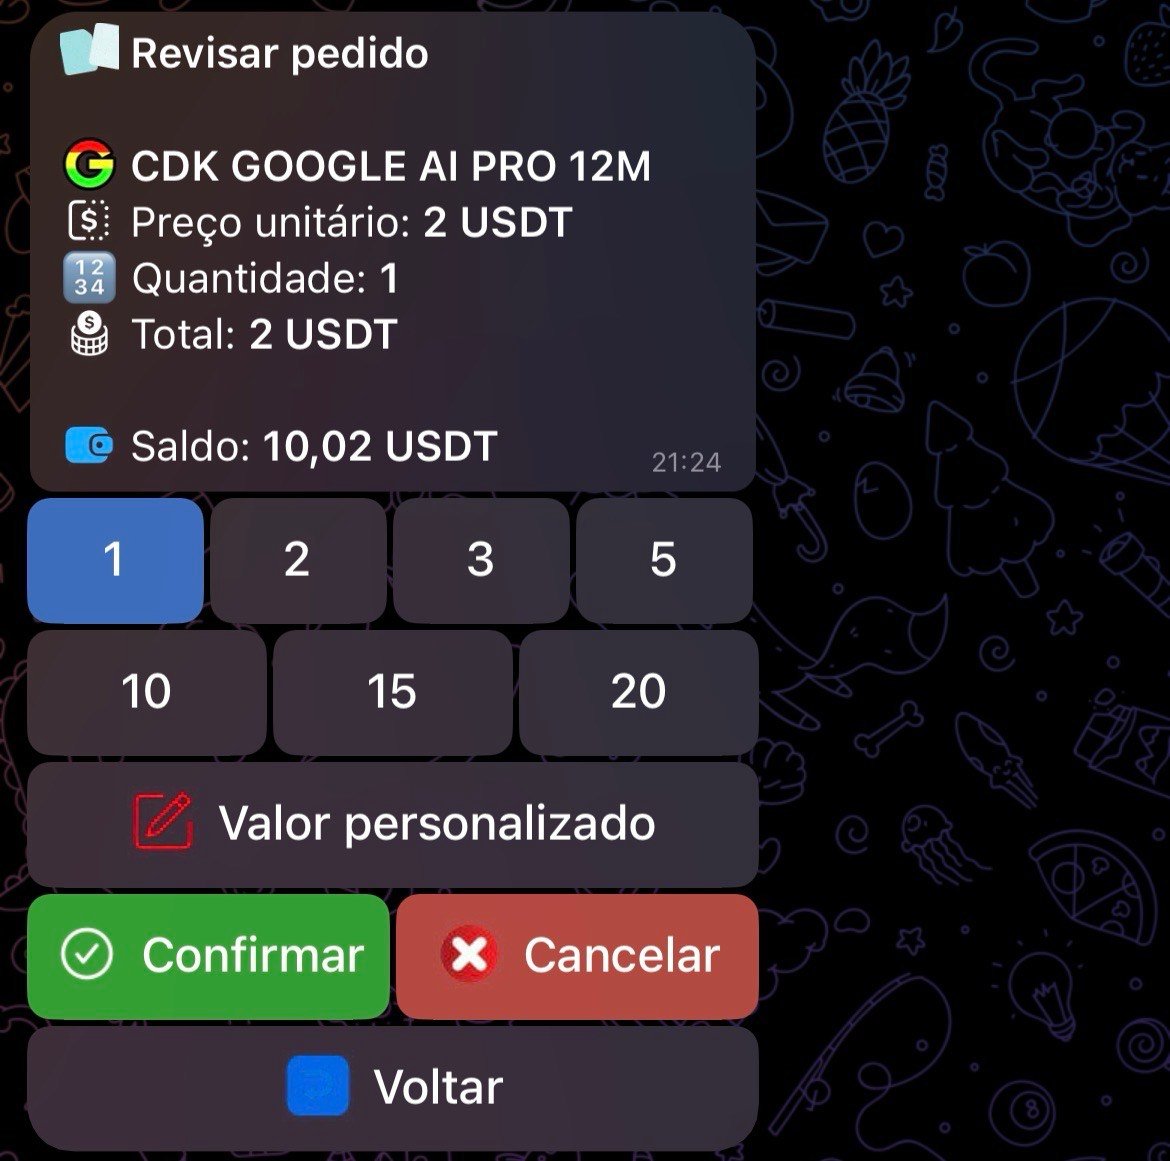 Revisar pedido
CDK GOOGLE AI PRO 12M
Preço unitário: 2 USDT
Quantidade: 1
Total: 2 USDT
Saldo: 10,02 USDT
21:24
1 2 3 5
10 15 20
Valor personalizado
Confirmar Cancelar
Voltar